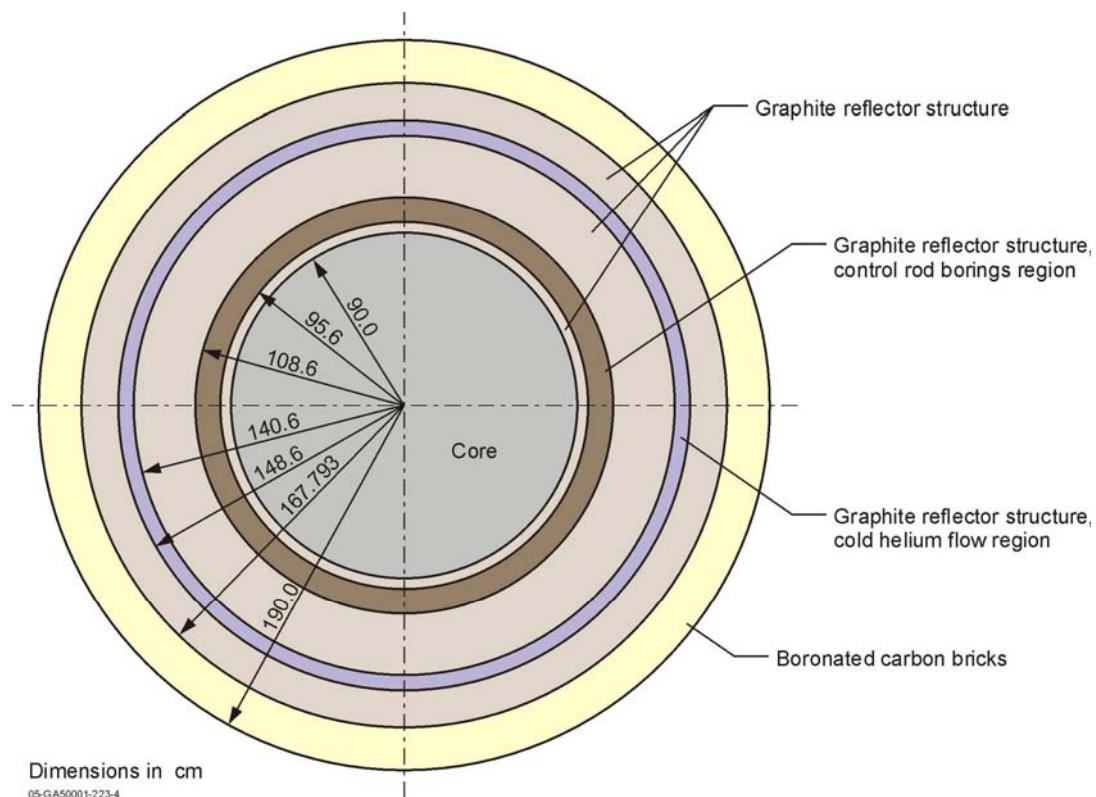 Graphite reflector structure
Graphite reflector structure,
control rod borings region
90.0
95.6
108.6
140.6
148.6
167.793
190.0
Core
Graphite reflector structure,
cold helium flow region
Boronated carbon bricks
Dimensions in cm
05-GA50001-223-4